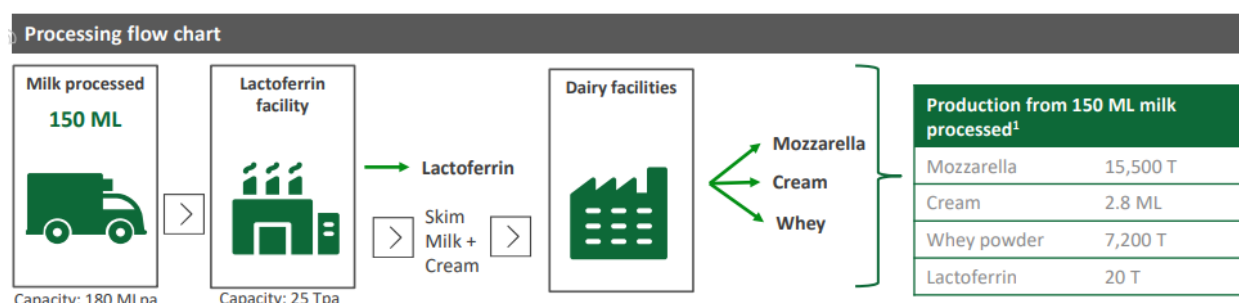 Processing flow chart
Milk processed
150 ML
Capacity: 180 MLpa
Lactoferrin
facility
Capacity: 25 Tpa
Lactoferrin
Skim
Milk +
Cream
Dairy facilities
Mozzarella
Cream
Whey
Production from 150 ML milk
processed¹
Mozzarella 15,500 T
Cream 2.8 ML
Whey powder 7,200 T
Lactoferrin 20 T